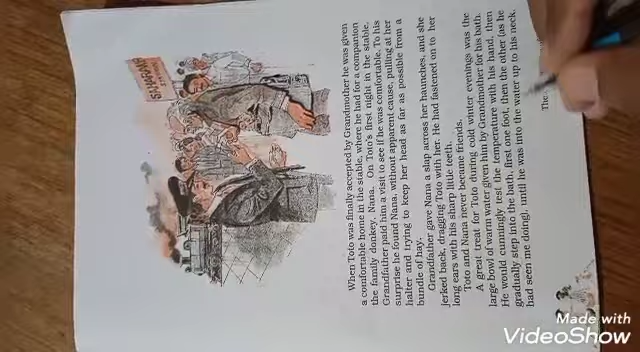 SAHARANPUR
When Toto was finally accepted by Grandmother he was given
a comfortable home in the stable, where he had for a companion
the family donkey, Nana. On Toto's first night in the stable,
Grandfather paid him a visit to see if he was comfortable. To his
surprise he found Nana, without apparent cause, pulling at her
halter and trying to keep her head as far as possible from a
bundle of hay.
Grandfather gave Nana a slap across her haunches, and she
jerked back, dragging Toto with her. He had fastened on to her
long ears with his sharp little teeth.
Toto and Nana never became friends.
A great treat for Toto during cold winter evenings was the
large bowl of warm water given him by Grandmother for his bath.
He would cunningly test the temperature with his hand, then
gradually step into the bath, first one foot, then the other (as he
had seen me doing), until he was into the water up to his neck.
The
Made with
VideoShow